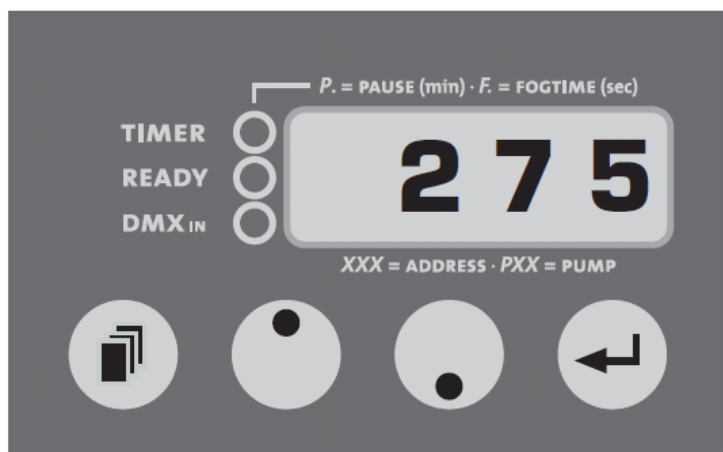 P. = PAUSE (min) · F. = FOGTIME (sec)
TIMER
READY
DMX IN
275
XXX = ADDRESS · PXX = PUMP